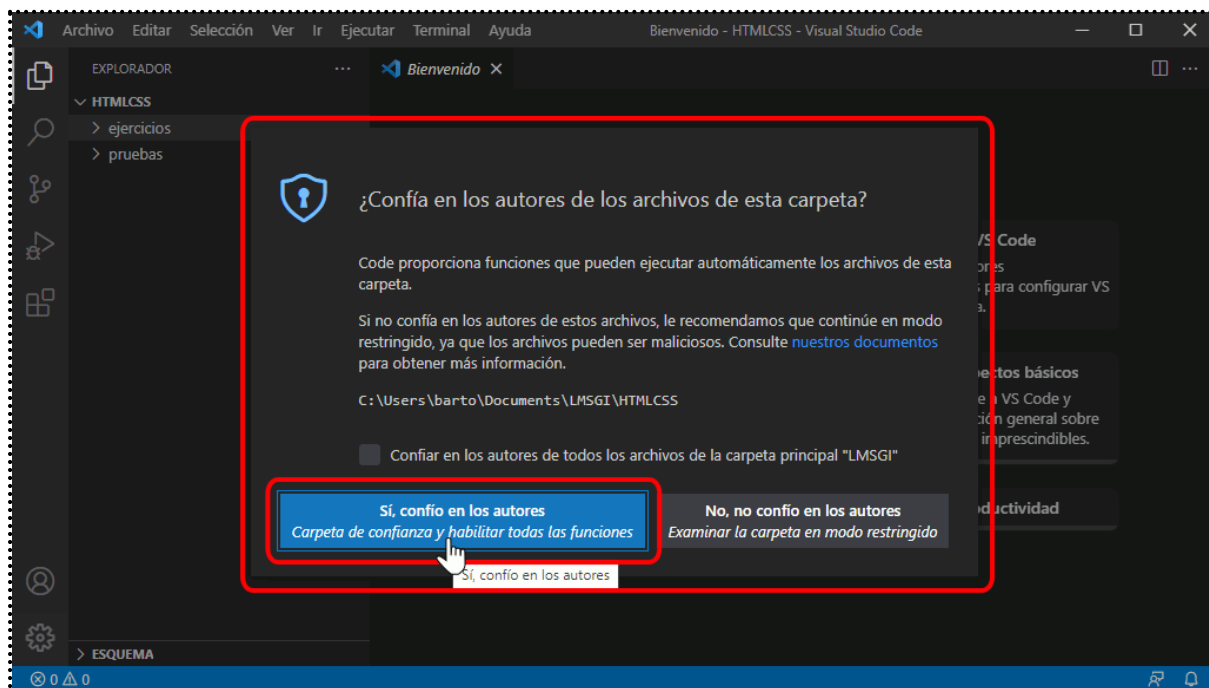 Archivo Editar Selección Ver Ir Ejecutar Terminal Ayuda Bienvenido - HTMLCSS - Visual Studio Code
EXPLORADOR
Bienvenido
HTMLCSS
ejercicios
pruebas
¿Confía en los autores de los archivos de esta carpeta?
Code proporciona funciones que pueden ejecutar automáticamente los archivos de esta
carpeta.
Si no confía en los autores de estos archivos, le recomendamos que continúe en modo
restringido, ya que los archivos pueden ser maliciosos. Consulte nuestros documentos
para obtener más información.
C:\Users\barto\Documents\LMSGI\HTMLCSS
Confiar en los autores de todos los archivos de la carpeta principal "LMSGI"
Sí, confío en los autores
Carpeta de confianza y habilitar todas las funciones
No, no confío en los autores
Examinar la carpeta en modo restringido
Sí, confío en los autores
VS Code
para configurar VS
básicos
VS Code y
general sobre
imprescindibles.
ESQUEMA
0 0